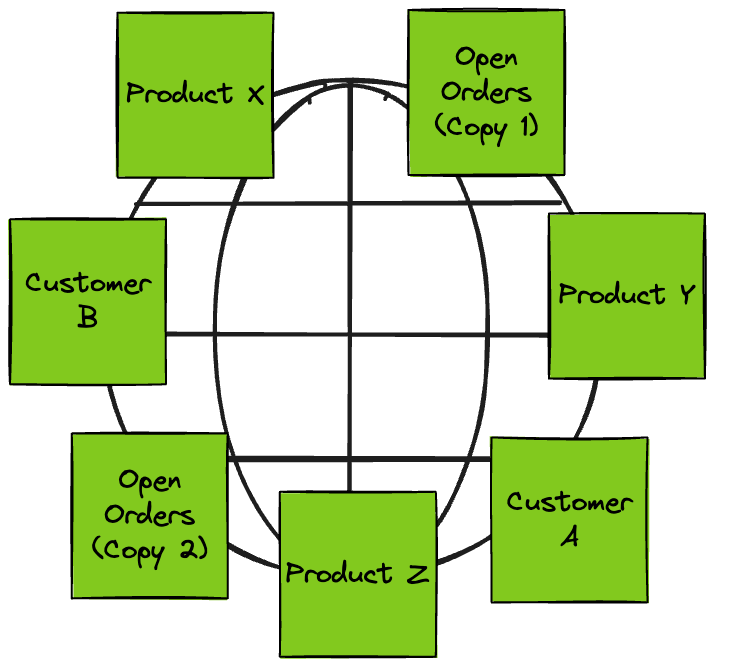 Product X
Open
Orders
(Copy 1)
Customer
B
Product Y
Open
Orders
(Copy 2)
Product Z
Customer
A